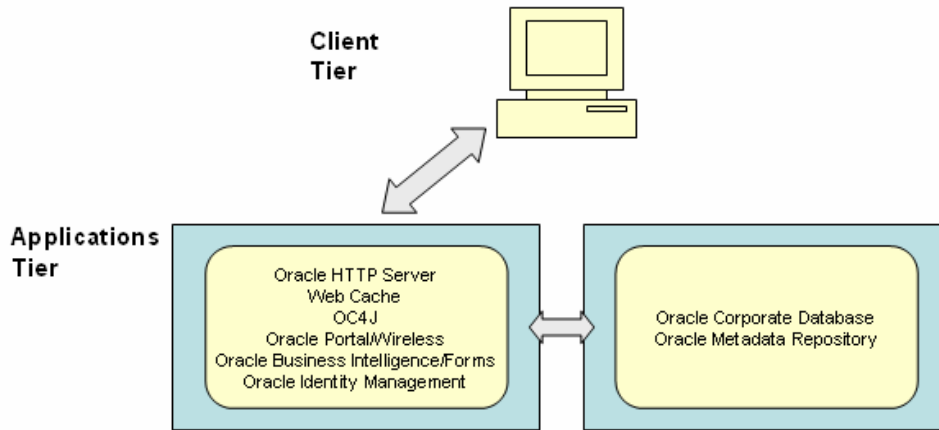 Client
Tier
Applications
Tier
Oracle HTTP Server
Web Cache
OC4J
Oracle Portal/Wireless
Oracle Business Intelligence/Forms
Oracle Identity Management
Oracle Corporate Database
Oracle Metadata Repository